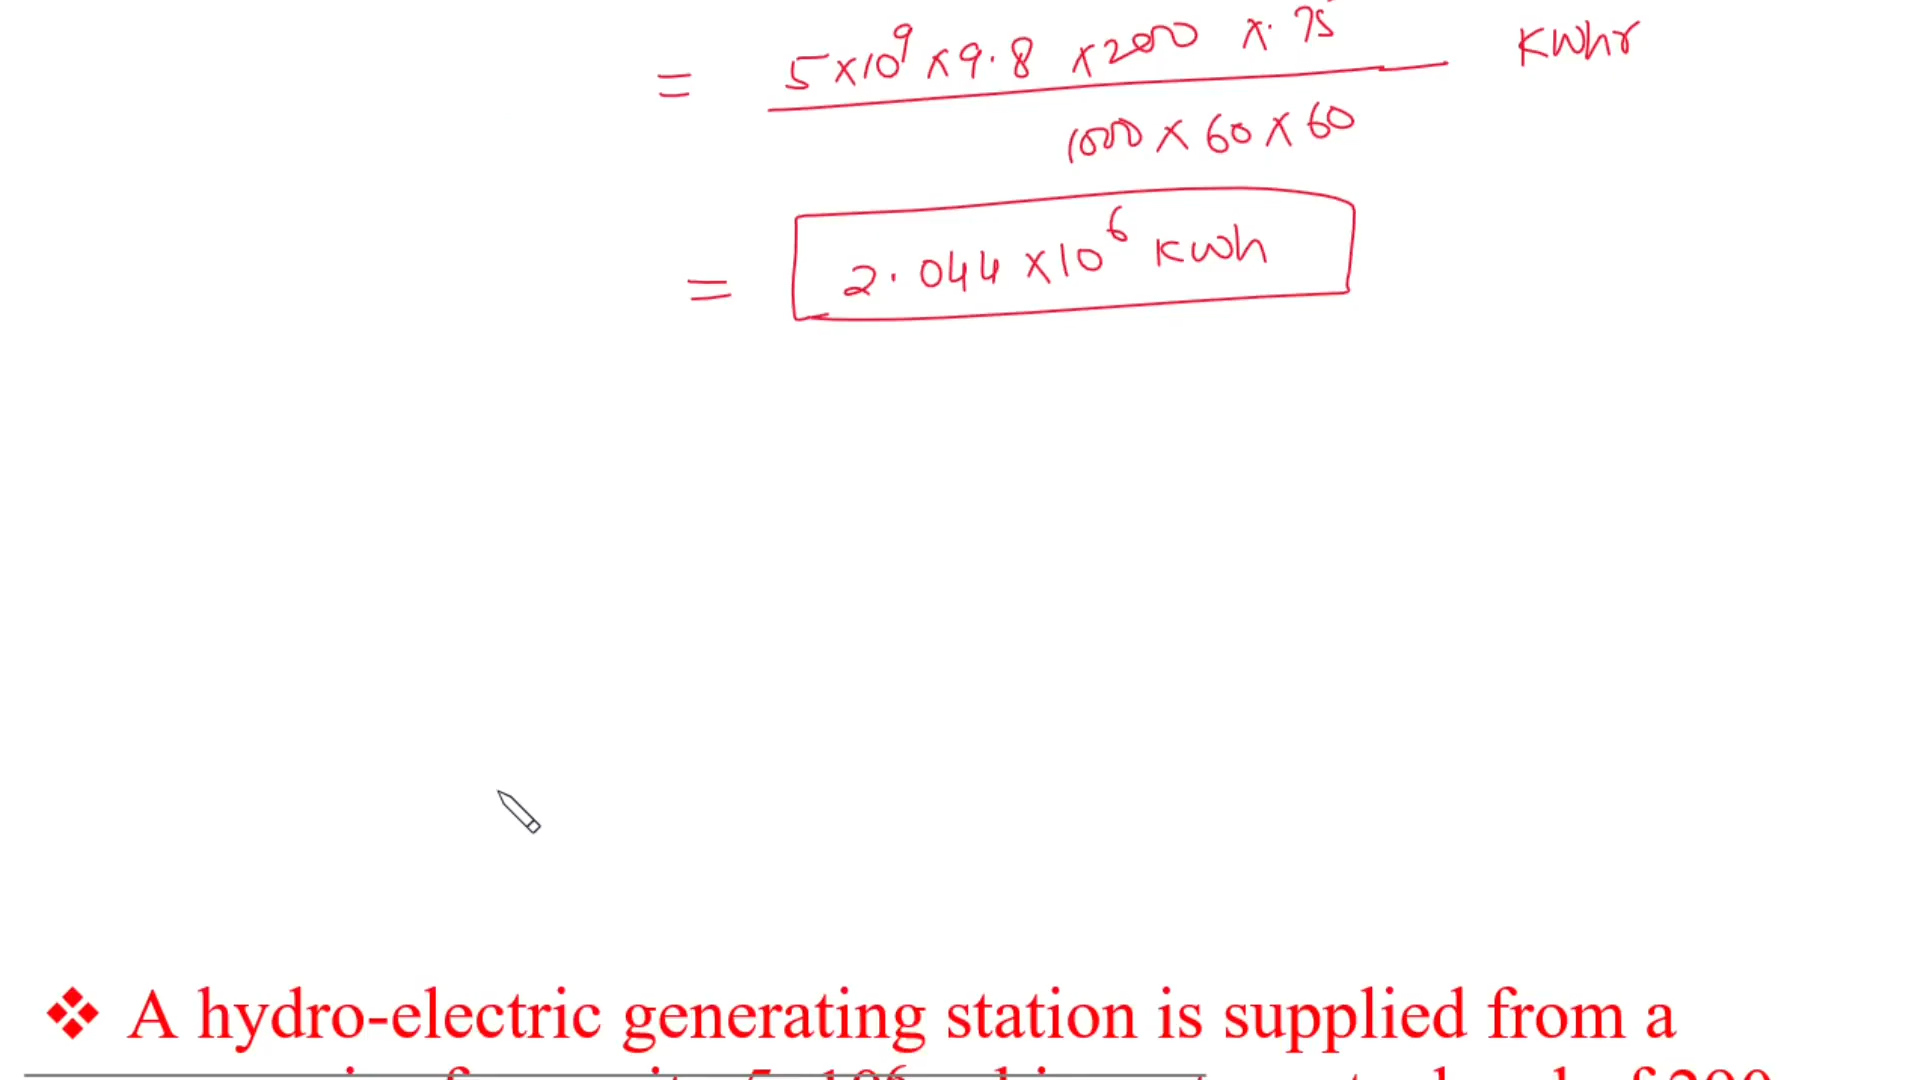 = 5×10⁹ ×9.8 ×2000 ×.75 KWhr
1000 × 60 × 60
= 2.044 ×10⁶ KWh
❖ A hydro-electric generating station is supplied from a